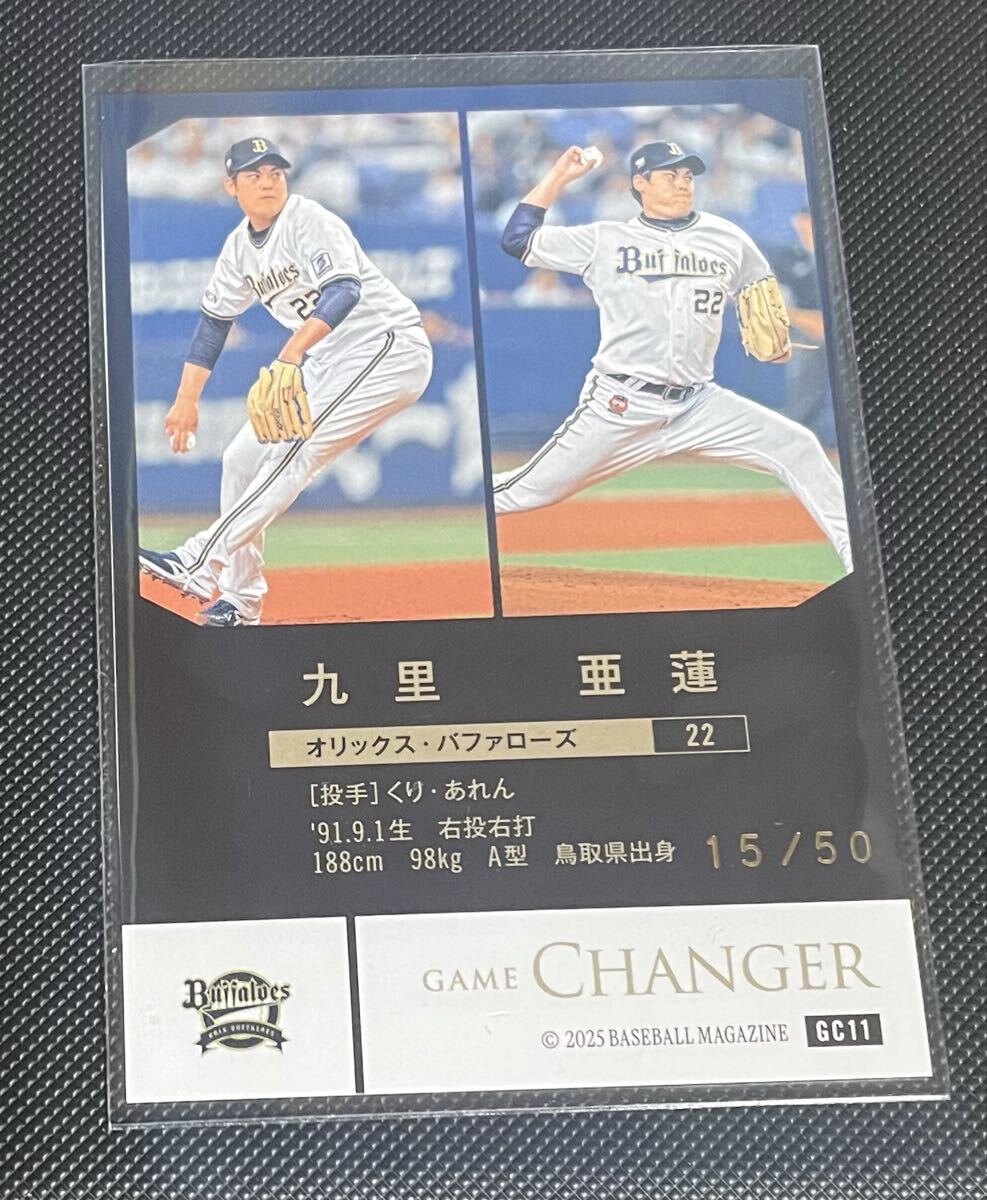 B
Buffaloes
22
B
Buffaloes
22
九里 亜蓮
オリックス・バファローズ 22
[投手]くり・あれん
'91.9.1生 右投右打
188cm 98kg A型 鳥取県出身 15/50
Buffaloes
ORIX BUFFALOES
GAME CHANGER
© 2025 BASEBALL MAGAZINE GC11